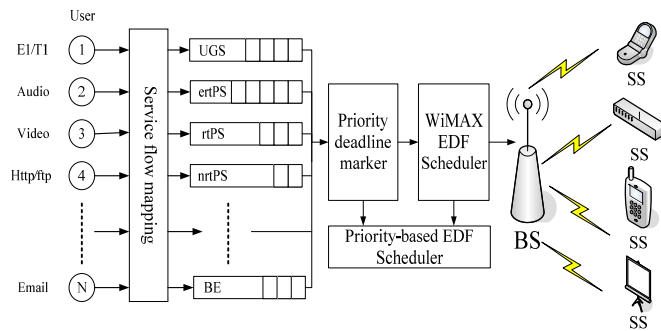 User
E1/T1
1
UGS
Audio
2
ertPS
Video
3
rtPS
Http/ftp
4
nrtPS
Email
N
BE
Service flow mapping
Priority
deadline
marker
WiMAX
EDF
Scheduler
Priority-based EDF
Scheduler
BS
SS
SS
SS
SS